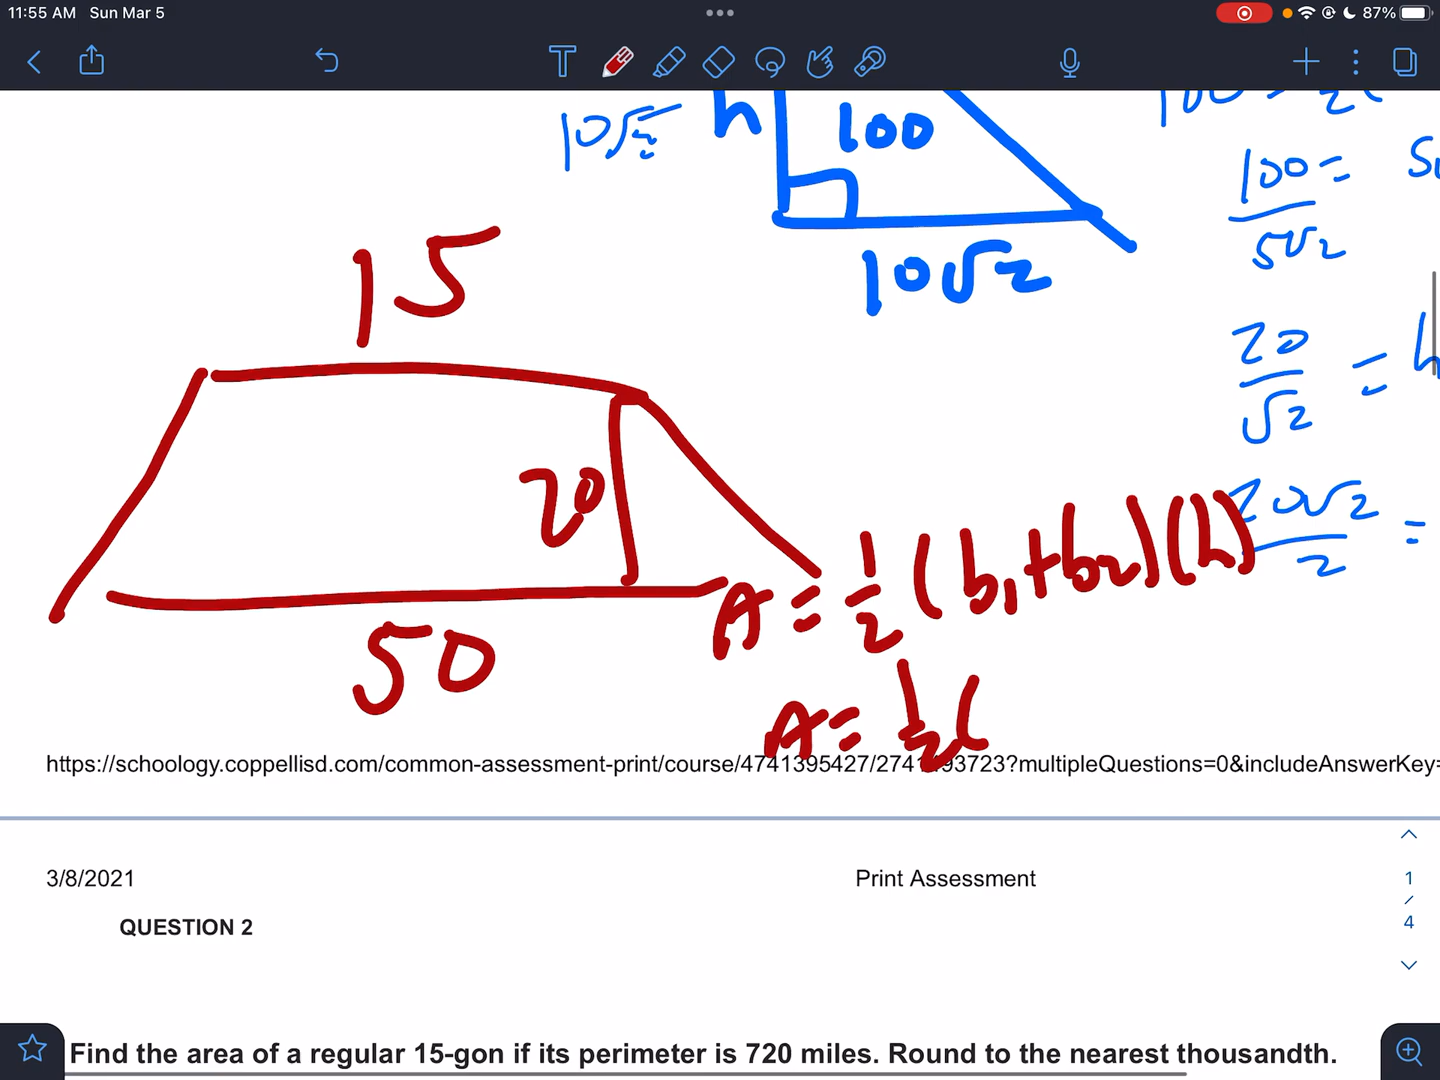 11:55 AM Sun Mar 5
87%
T
10√2
h
100
10√2
100 =
5√2
20
√2
=
20√2
2
=
15
20
50
A = 1/2 (b1+b2)(h)
A = 1/2 (
https://schoology.coppellisd.com/common-assessment-print/course/4741395427/274
93723?multipleQuestions=0&includeAnswerKey=
1
/
4
3/8/2021
Print Assessment
QUESTION 2
Find the area of a regular 15-gon if its perimeter is 720 miles. Round to the nearest thousandth.